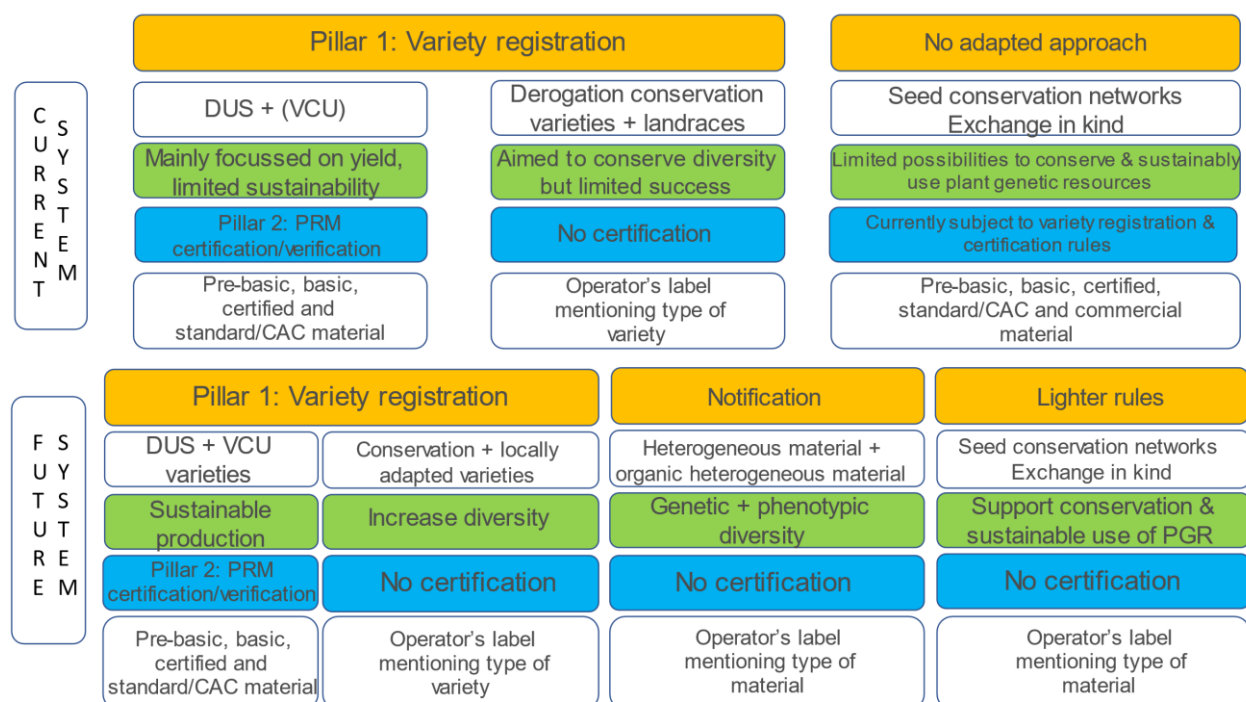 CURRENT
SYSTEM
Pillar 1: Variety registration
No adapted approach
DUS + (VCU)
Derogation conservation
varieties + landraces
Seed conservation networks
Exchange in kind
Mainly focussed on yield,
limited sustainability
Aimed to conserve diversity
but limited success
Limited possibilities to conserve & sustainably
use plant genetic resources
Pillar 2: PRM
certification/verification
No certification
Currently subject to variety registration &
certification rules
Pre-basic, basic,
certified and
standard/CAC material
Operator's label
mentioning type of
variety
Pre-basic, basic, certified,
standard/CAC and commercial
material
FUTURE
SYSTEM
Pillar 1: Variety registration
Notification
Lighter rules
DUS + VCU
varieties
Conservation + locally
adapted varieties
Heterogeneous material +
organic heterogeneous material
Seed conservation networks
Exchange in kind
Sustainable
production
Increase diversity
Genetic + phenotypic
diversity
Support conservation &
sustainable use of PGR
Pillar 2: PRM
certification/verification
No certification
No certification
No certification
Pre-basic, basic,
certified and
standard/CAC material
Operator's label
mentioning type of
variety
Operator's label
mentioning type of
material
Operator's label
mentioning type of
material